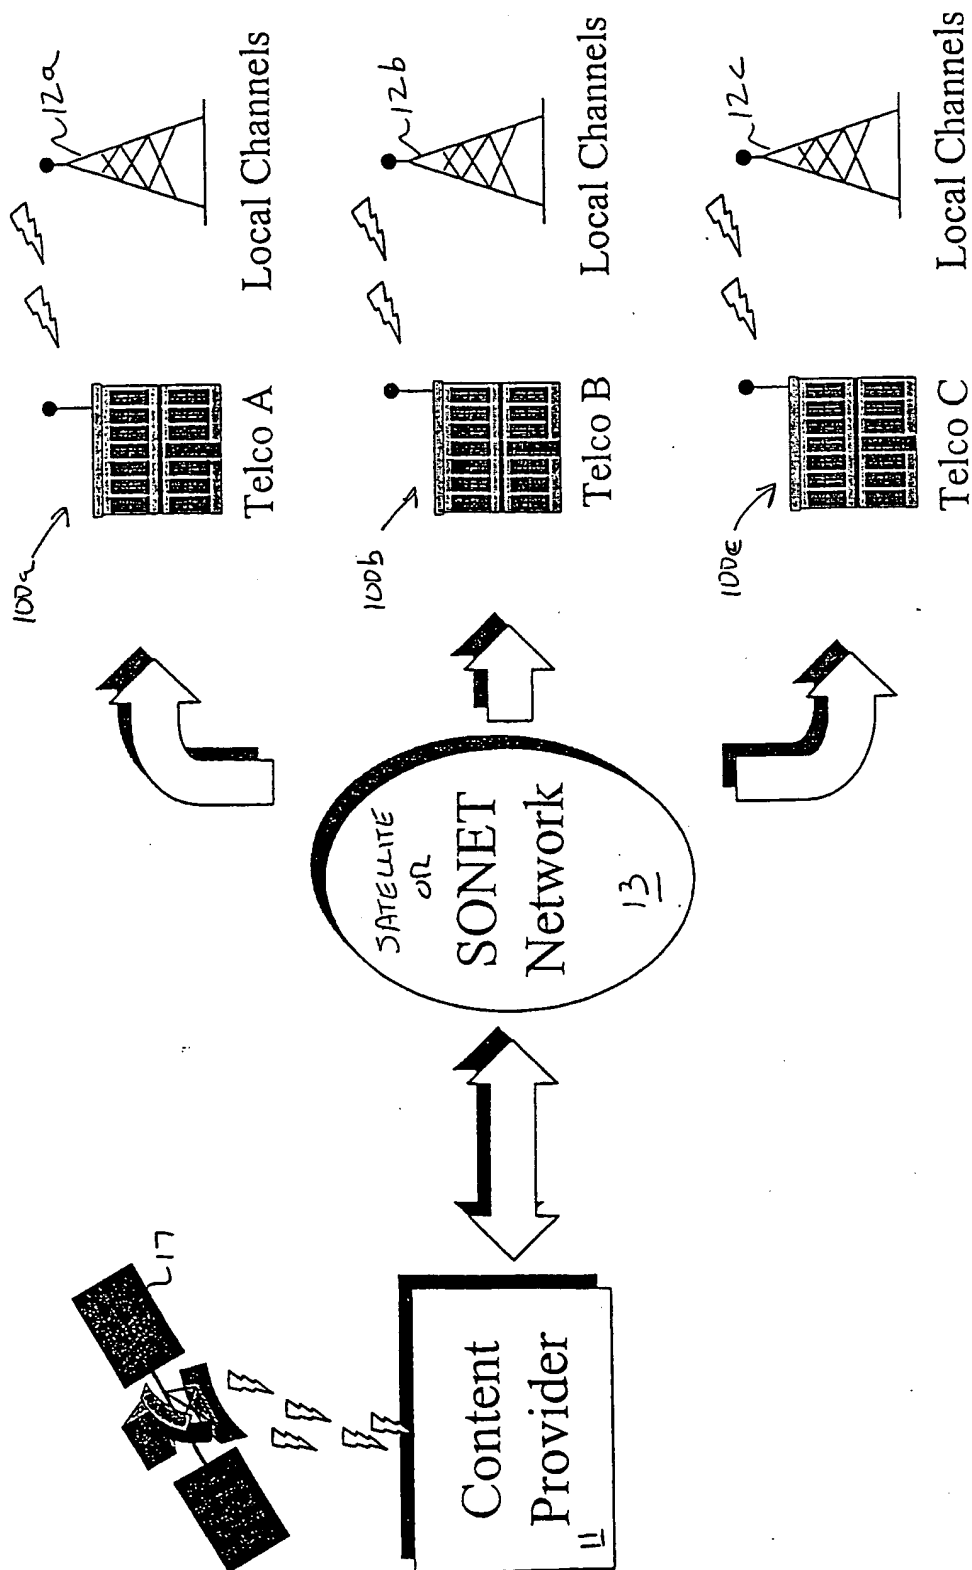 17
Content
Provider
11
SATELLITE
OR
SONET
Network
13
100a
Telco A
12a
Local Channels
100b
Telco B
12b
Local Channels
100c
Telco C
12c
Local Channels